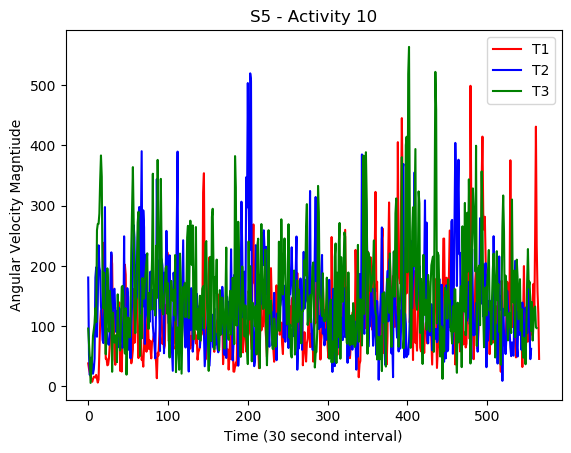 S5 - Activity 10
T1
T2
T3
500
400
300
200
100
0
Angular Velocity Magntiude
0 100 200 300 400 500
Time (30 second interval)